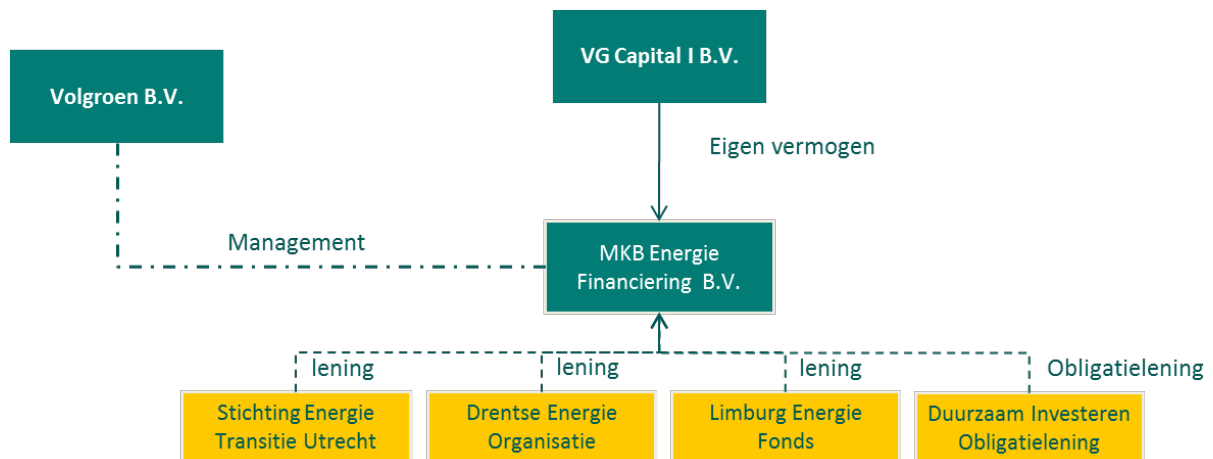 VG Capital I B.V.
Volgroen B.V.
Eigen vermogen
Management
MKB Energie
Financiering B.V.
lening
lening
lening
Obligatielening
Stichting Energie
Transitie Utrecht
Drentse Energie
Organisatie
Limburg Energie
Fonds
Duurzaam Investeren
Obligatielening